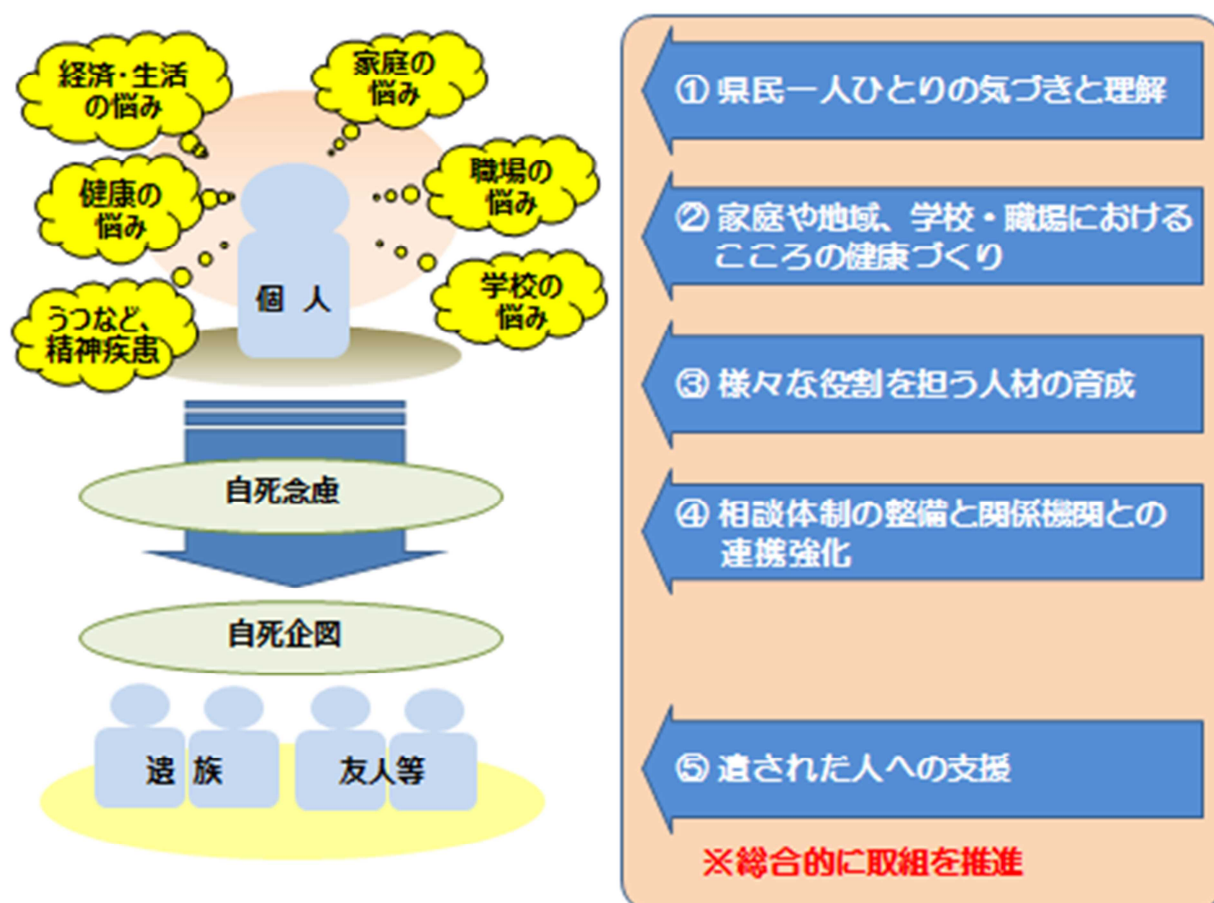 経済・生活
の悩み
家庭の
悩み
健康の
悩み
職場の
悩み
うつなど、
精神疾患
学校の
悩み
個 人
自死念慮
自死企図
遺 族
友人等
① 県民一人ひとりの気づきと理解
② 家庭や地域、学校・職場における
こころの健康づくり
③ 様々な役割を担う人材の育成
④ 相談体制の整備と関係機関との
連携強化
⑤ 遺された人への支援
※総合的に取組を推進